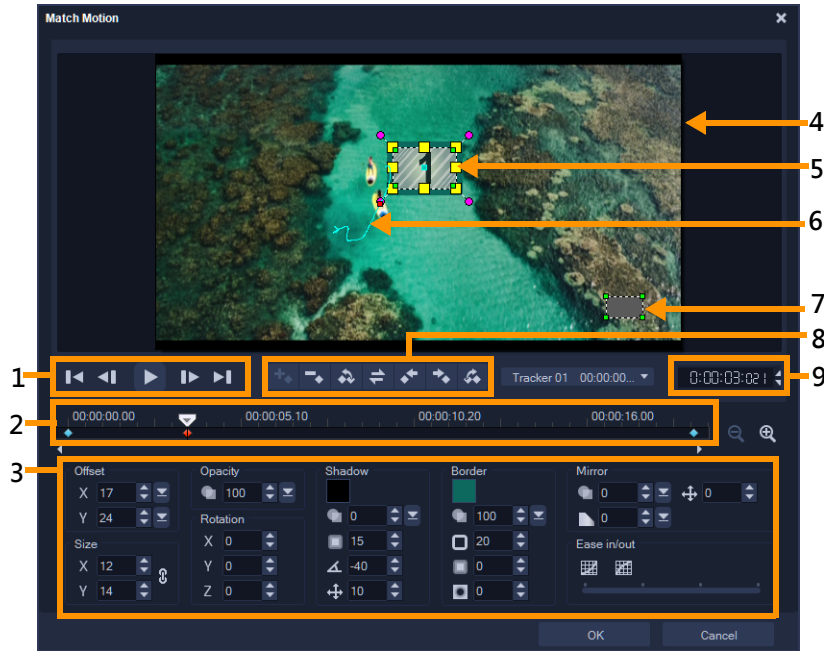 Match Motion
4
1
5
6
7
8
1
Tracker 01 00:00:00...
0:00:03:021
9
2
00:00:00.00 00:00:05.10 00:00:10.20 00:00:16.00
3
Offset Opacity Shadow Border Mirror
X 17 100 0 0
Y 24 Rotation 0 100 0
Size X 0 15 20 Ease in/out
X 12 Y 0 -40 0
Y 14 Z 0 10 0
OK Cancel